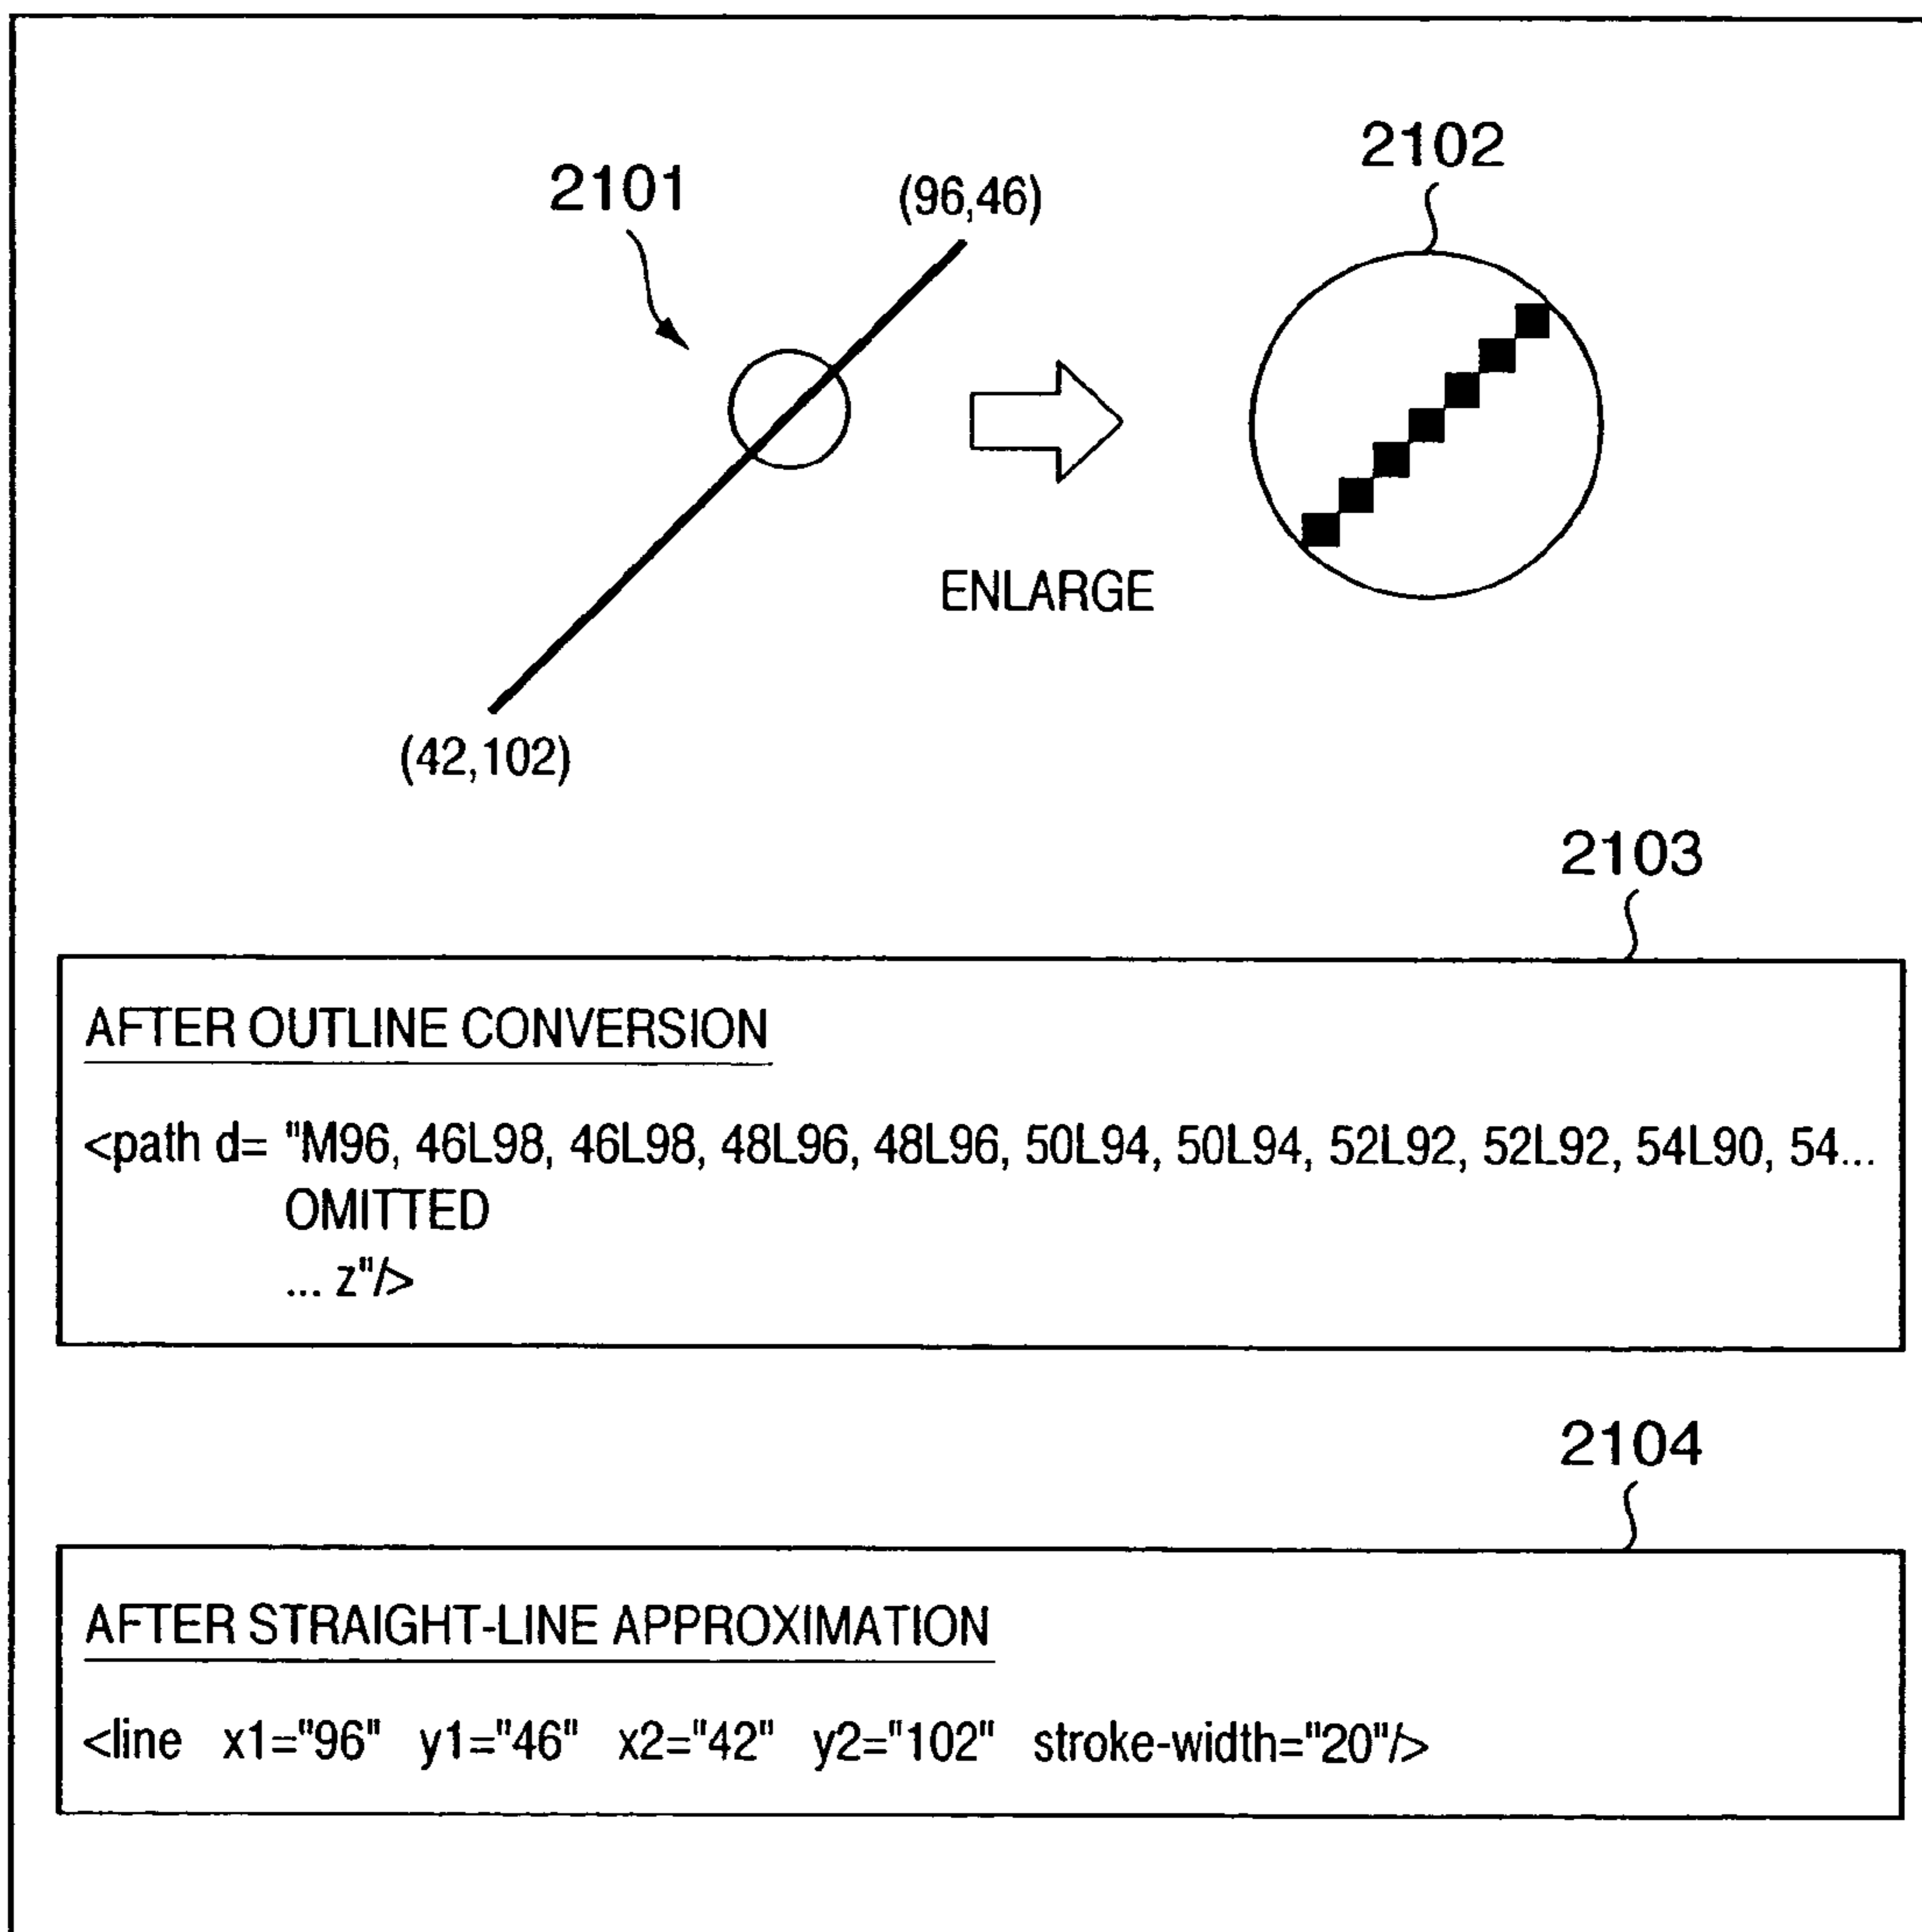 2101
(96,46)
2102
ENLARGE
(42,102)
2103
AFTER OUTLINE CONVERSION
<path d= "M96, 46L98, 46L98, 48L96, 48L96, 50L94, 50L94, 52L92, 52L92, 54L90, 54...
OMITTED
... z"/>
2104
AFTER STRAIGHT-LINE APPROXIMATION
<line x1="96" y1="46" x2="42" y2="102" stroke-width="20"/>